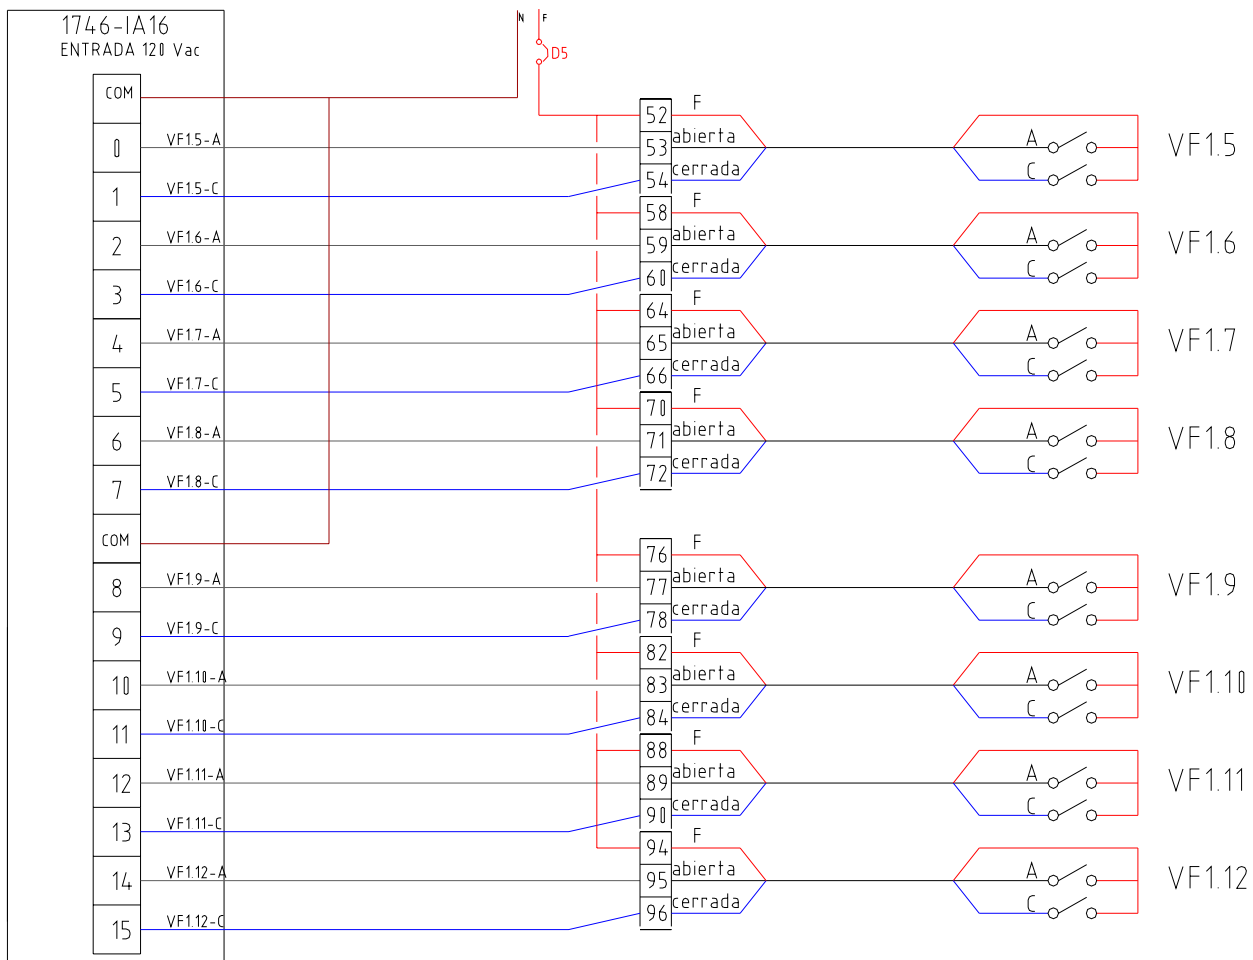 1746-IA16
ENTRADA 120 Vac
N F
D5
COM
52 F
0 VF1.5-A 53 abierta A VF1.5
1 VF1.5-C 54 cerrada C
58 F
2 VF1.6-A 59 abierta A VF1.6
3 VF1.6-C 60 cerrada C
64 F
4 VF1.7-A 65 abierta A VF1.7
5 VF1.7-C 66 cerrada C
70 F
6 VF1.8-A 71 abierta A VF1.8
7 VF1.8-C 72 cerrada C
COM
76 F
8 VF1.9-A 77 abierta A VF1.9
9 VF1.9-C 78 cerrada C
82 F
10 VF1.10-A 83 abierta A VF1.10
11 VF1.10-C 84 cerrada C
88 F
12 VF1.11-A 89 abierta A VF1.11
13 VF1.11-C 90 cerrada C
94 F
14 VF1.12-A 95 abierta A VF1.12
15 VF1.12-C 96 cerrada C